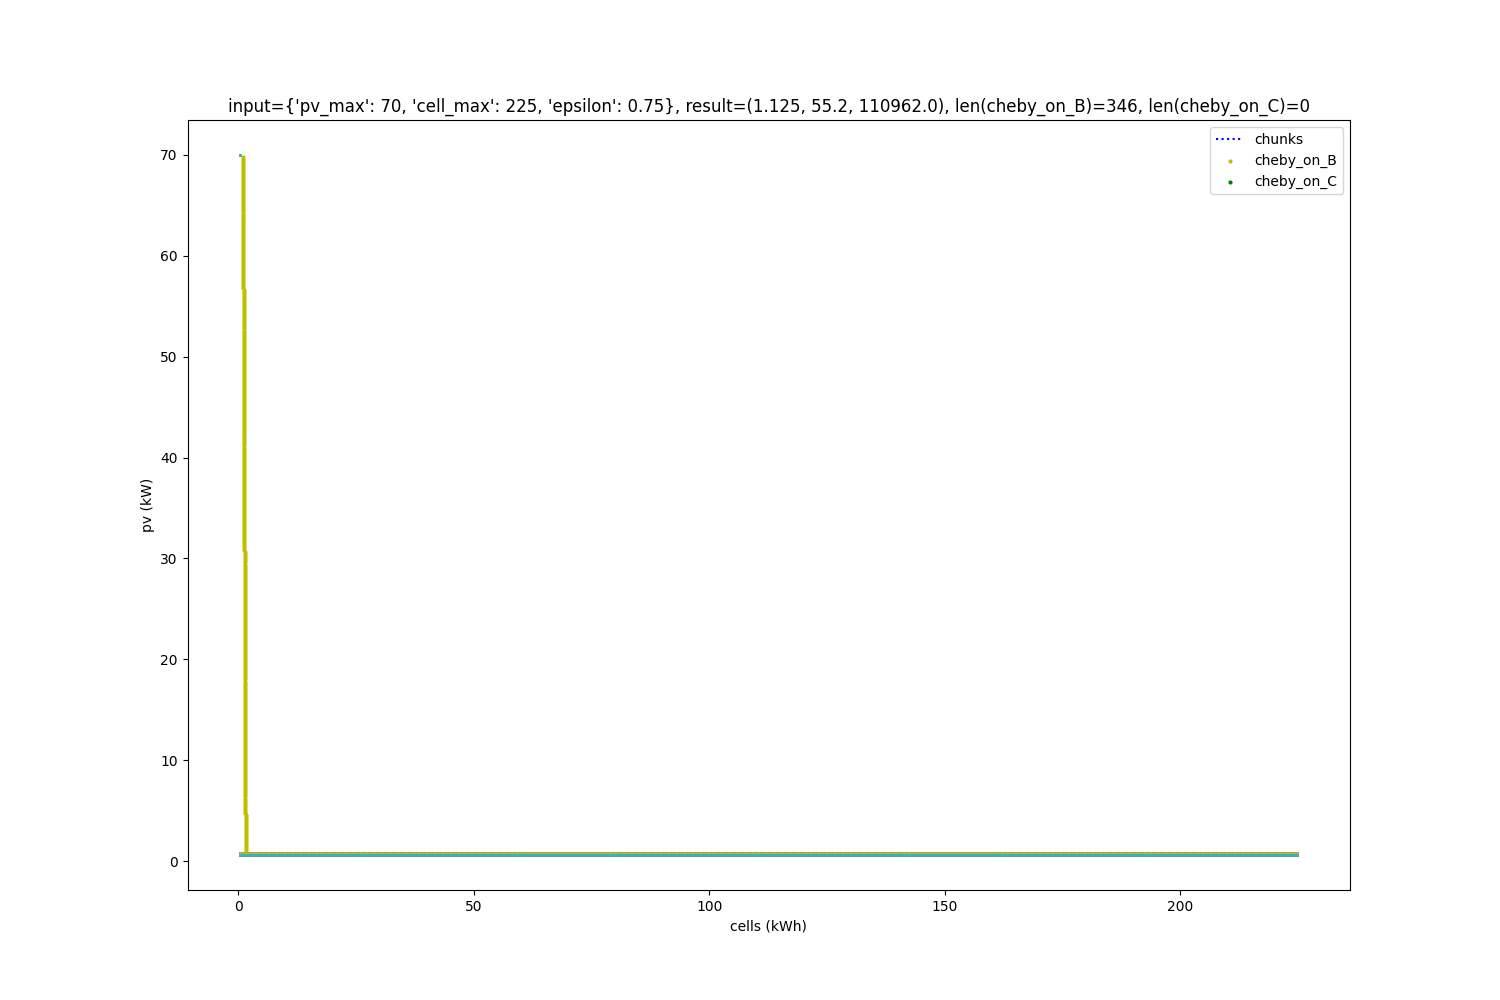 input={'pv_max': 70, 'cell_max': 225, 'epsilon': 0.75}, result=(1.125, 55.2, 110962.0), len(cheby_on_B)=346, len(cheby_on_C)=0
chunks
cheby_on_B
cheby_on_C
70
60
50
40
30
20
10
0
pv (kW)
0
50
100
150
200
cells (kWh)